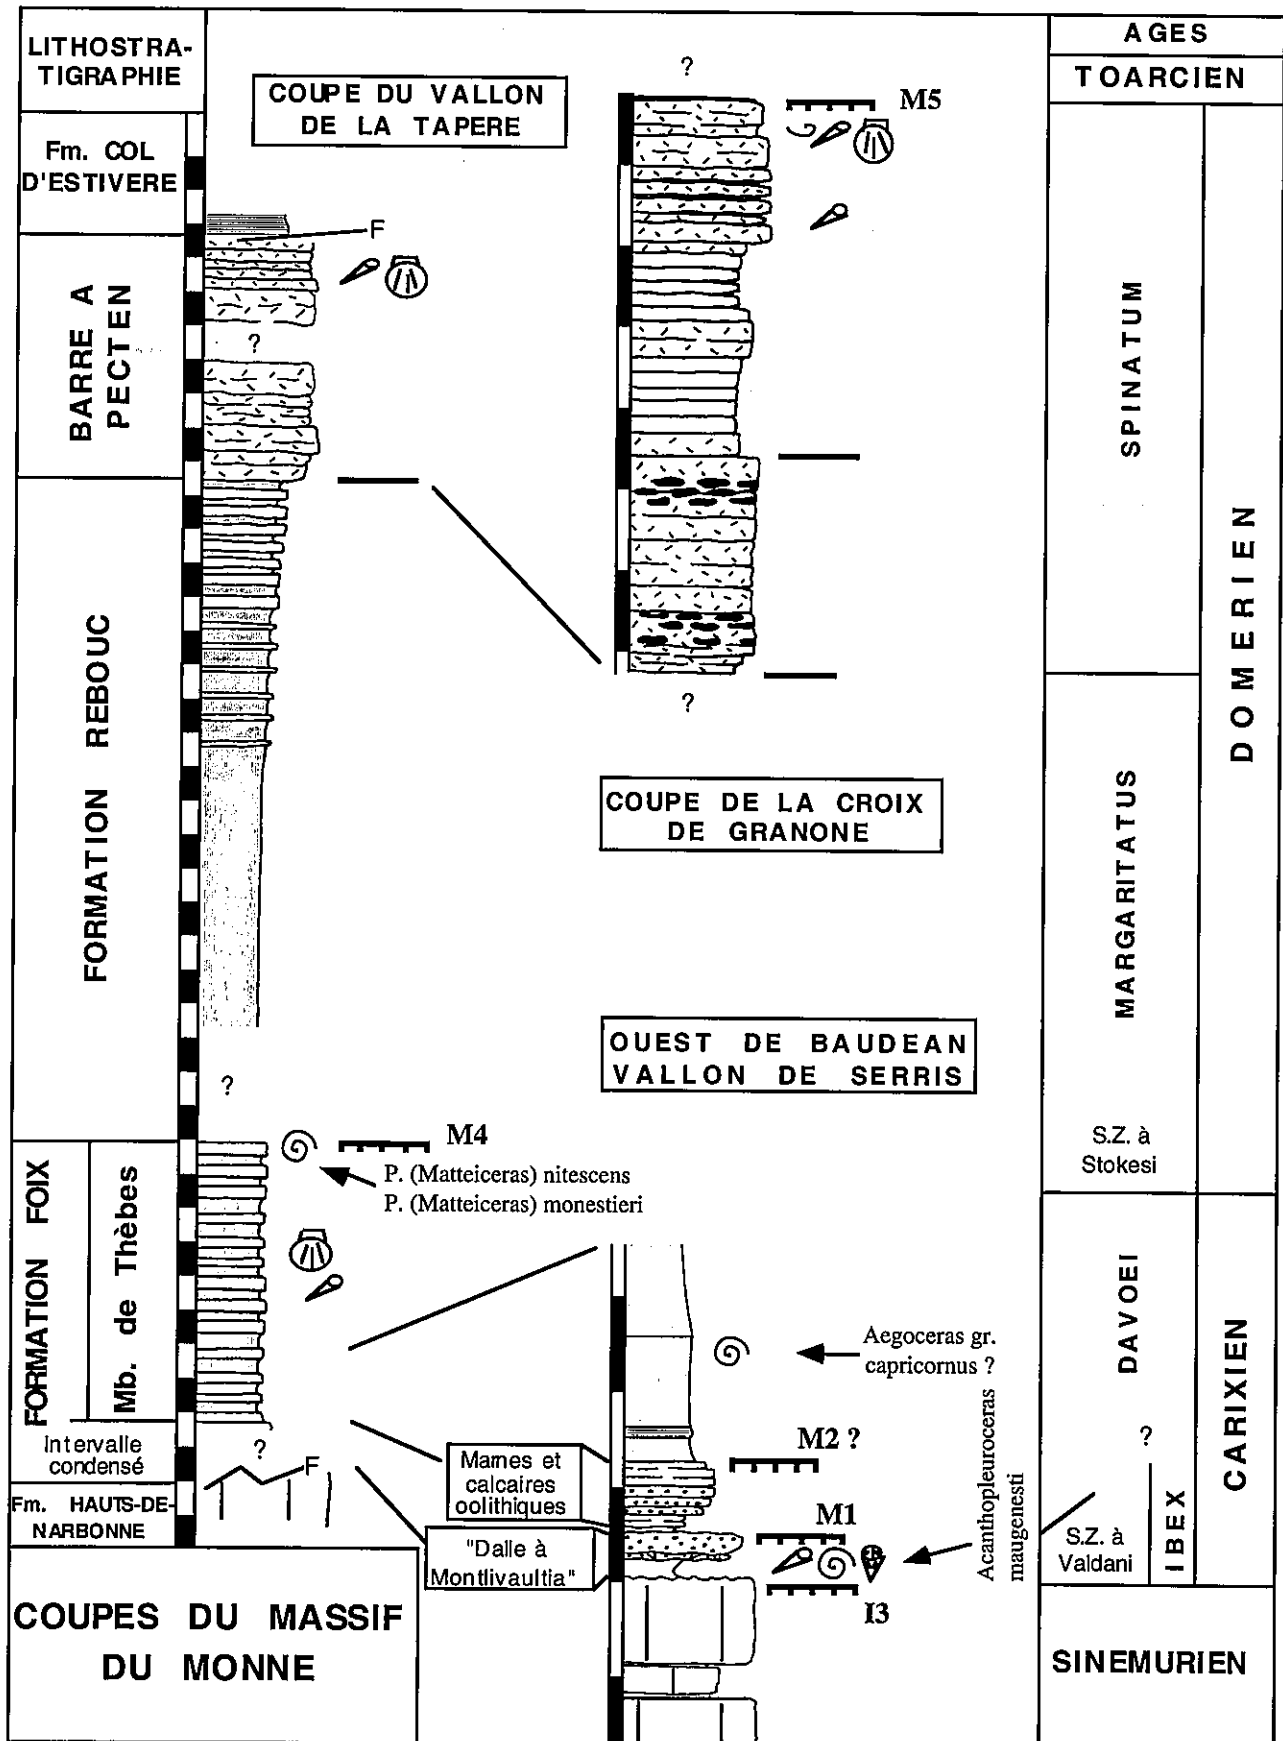 LITHOSTRA-
TIGRAPHIE
Fm. COL
D'ESTIVERE
BARRE A
PECTEN
FORMATION REBOUC
FORMATION FOIX
Mb. de Thèbes
Intervalle
condensé
Fm. HAUTS-DE-
NARBONNE
COUPES DU MASSIF
DU MONNE
COUPE DU VALLON
DE LA TAPERE
F
?
?
M4
P. (Matteiceras) nitescens
P. (Matteiceras) monestieri
?
F
?
M5
?
COUPE DE LA CROIX
DE GRANONE
OUEST DE BAUDEAN
VALLON DE SERRIS
Aegoceras gr.
capricornus ?
M2 ?
Marnes et
calcaires
oolithiques
M1
"Dalle à
Montlivaultia"
Acanthopleuroceras
maugenesti
I3
AGES
TOARCIEN
SPINATUM
DOMERIEN
MARGARITATUS
S.Z. à
Stokesi
DAVOEI
CARIXIEN
?
S.Z. à
Valdani
IBEX
SINEMURIEN